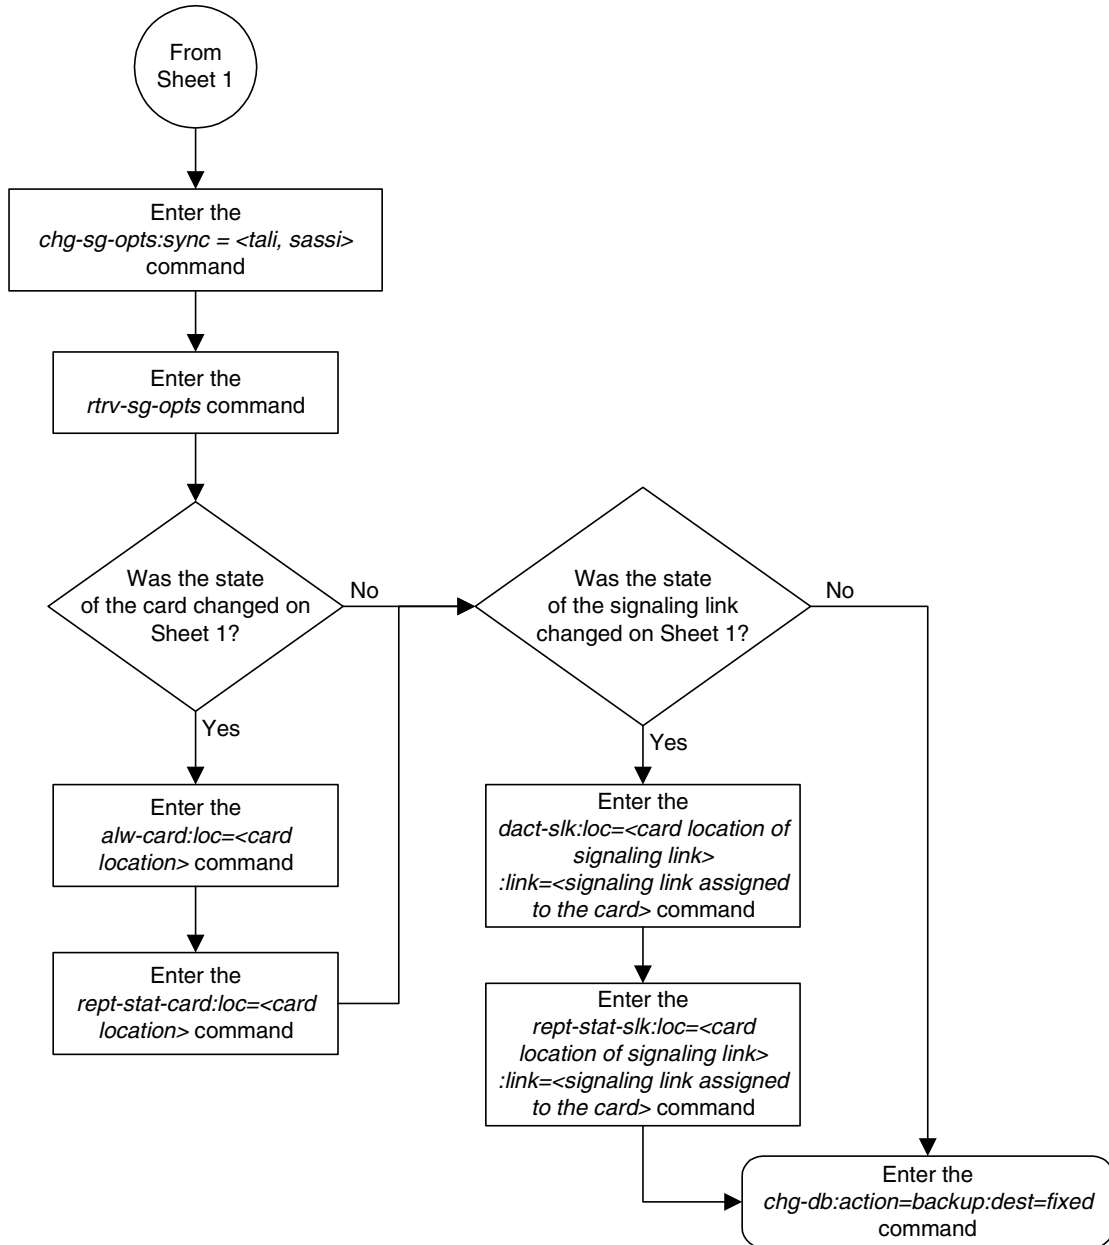 From
Sheet 1
Enter the
chg-sg-opts:sync = <tali, sassi>
command
Enter the
rtrv-sg-opts command
Was the state
of the card changed on
Sheet 1?
No
Yes
Enter the
alw-card:loc=<card
location> command
Enter the
rept-stat-card:loc=<card
location> command
Was the state
of the signaling link
changed on Sheet 1?
No
Yes
Enter the
dact-slk:loc=<card location of
signaling link>
:link=<signaling link assigned
to the card> command
Enter the
rept-stat-slk:loc=<card
location of signaling link>
:link=<signaling link assigned
to the card> command
Enter the
chg-db:action=backup:dest=fixed
command